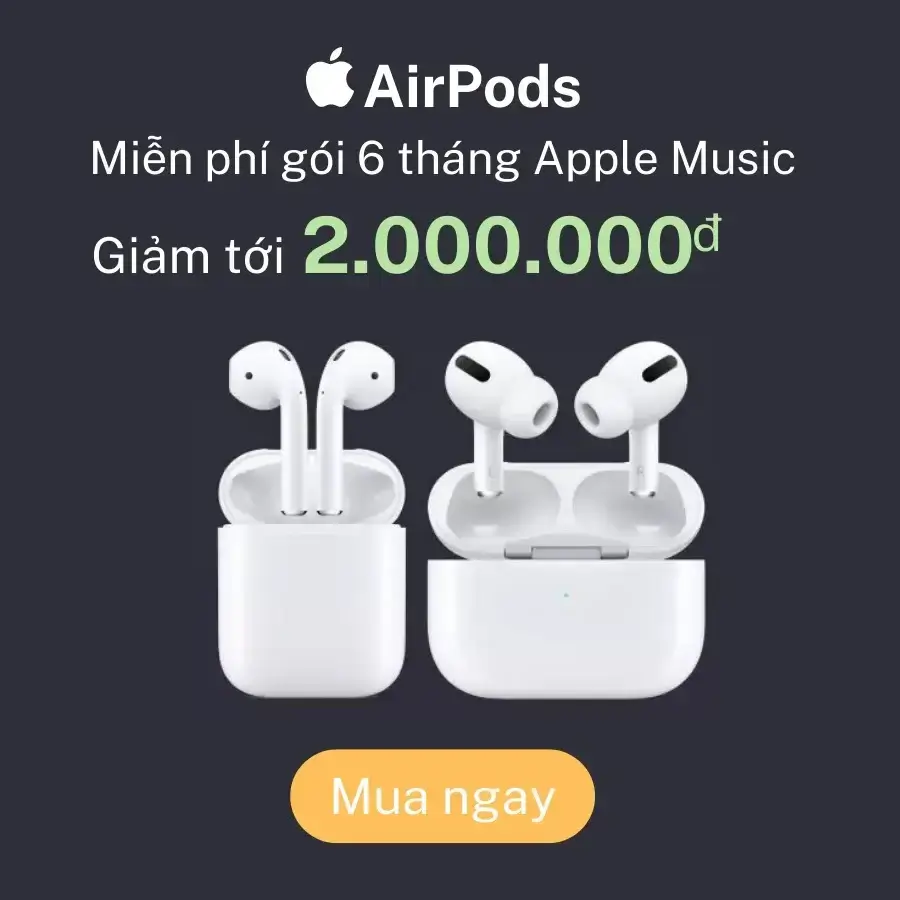 AirPods
Miễn phí gói 6 tháng Apple Music
Giảm tới 2.000.000đ
Mua ngay